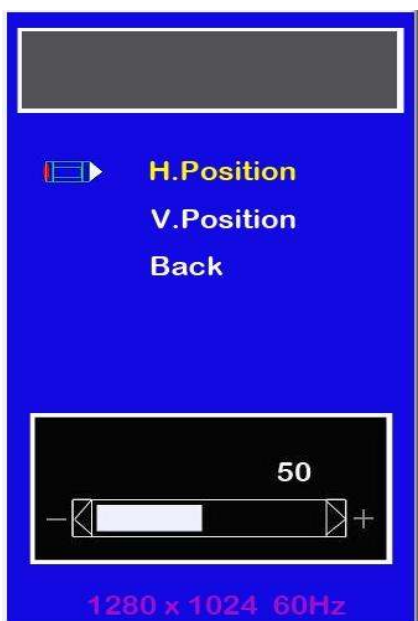 H.Position
V.Position
Back
50
- +
1280 x 1024 60Hz